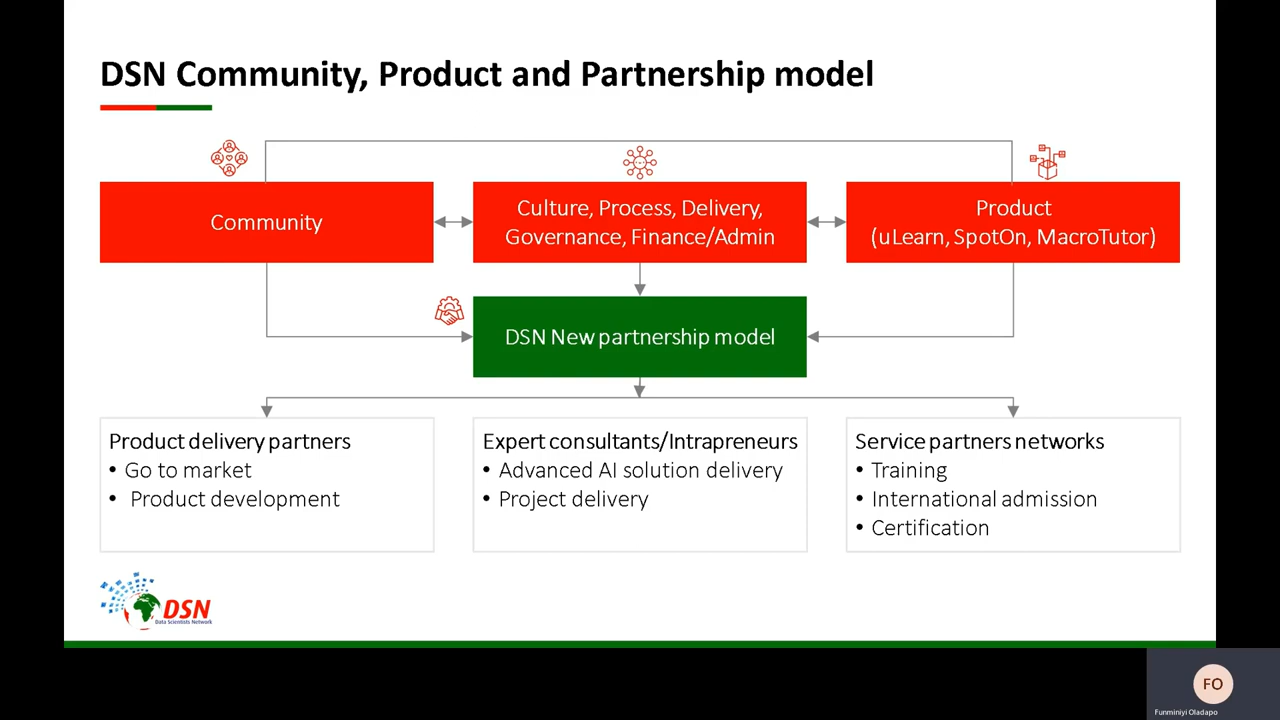 DSN Community, Product and Partnership model
Community
Culture, Process, Delivery,
Governance, Finance/Admin
Product
(uLearn, SpotOn, MacroTutor)
DSN New partnership model
Product delivery partners
• Go to market
• Product development
Expert consultants/Intrapreneurs
• Advanced AI solution delivery
• Project delivery
Service partners networks
• Training
• International admission
• Certification
DSN
Data Scientists Network
FO
Funminiyi Oladapo